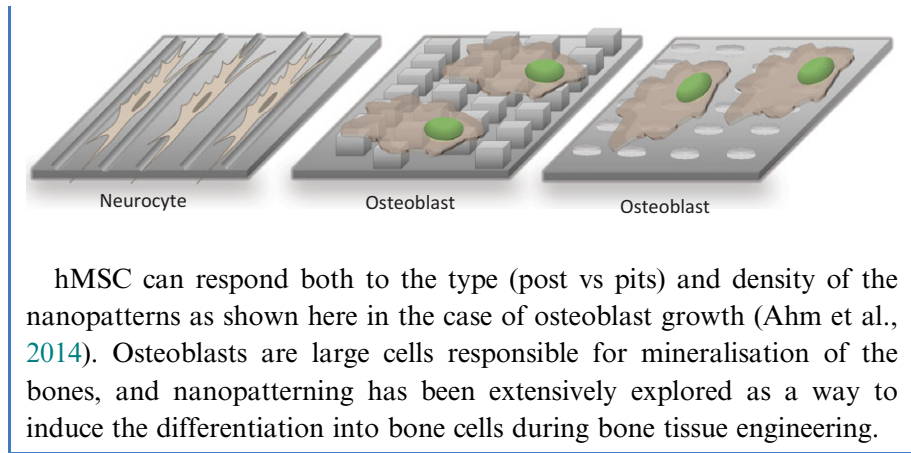 Neurocyte
Osteoblast
Osteoblast
hMSC can respond both to the type (post vs pits) and density of the
nanopatterns as shown here in the case of osteoblast growth (Ahm et al.,
2014). Osteoblasts are large cells responsible for mineralisation of the
bones, and nanopatterning has been extensively explored as a way to
induce the differentiation into bone cells during bone tissue engineering.